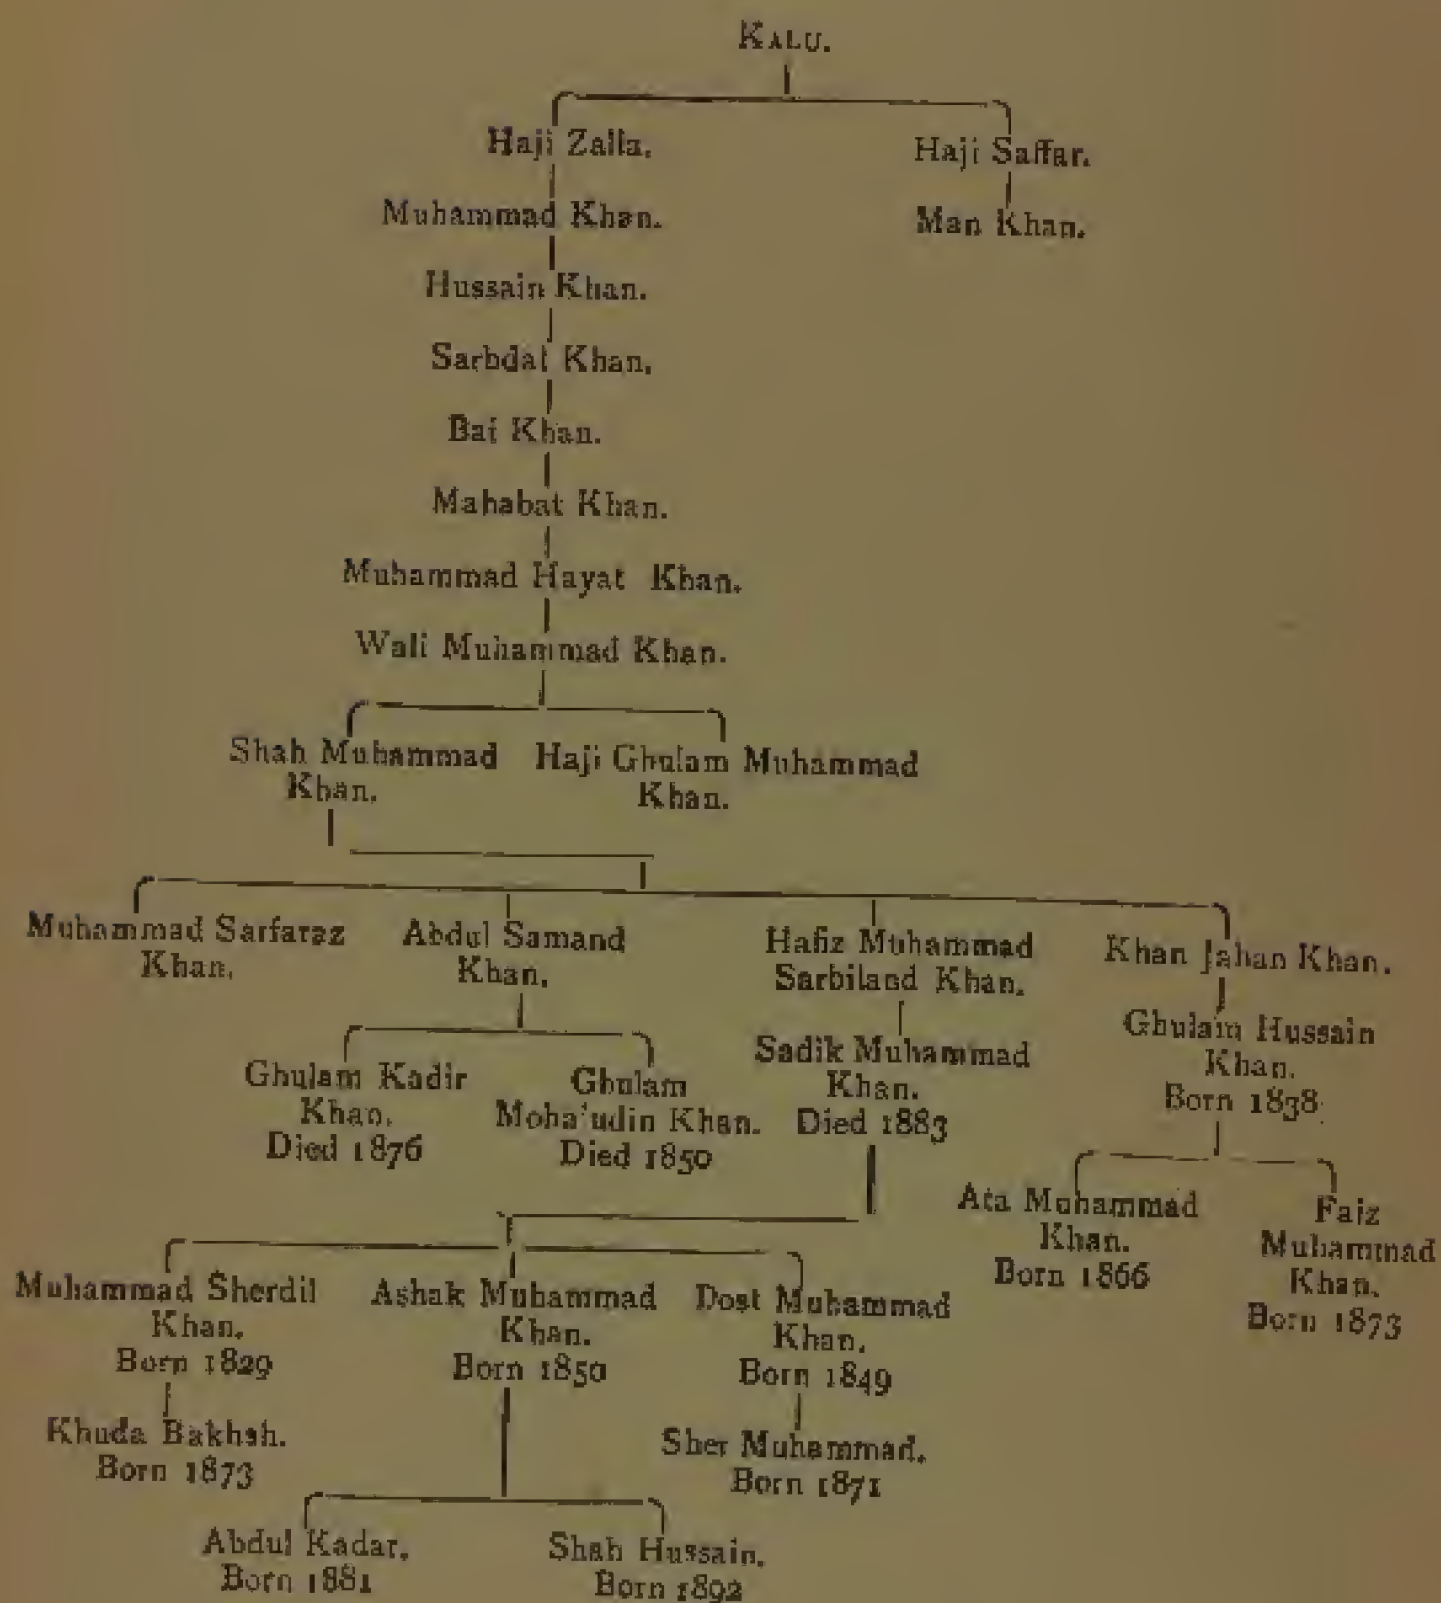 KALU.
Haji Zalla. Haji Saffar.
Muhammad Khan. Man Khan.
Hussain Khan.
Sarbdal Khan.
Bai Khan.
Mahabat Khan.
Muhammad Hayat Khan.
Wali Muhammad Khan.
Shah Muhammad Khan. Haji Ghulam Muhammad Khan.
Muhammad Sarfaraz Khan.
Abdul Samand Khan.
Hafiz Muhammad Sarbiland Khan.
Khan Jahan Khan.
Ghulam Kadir
Khan.
Died 1876
Ghulam
Moha'udin Khan.
Died 1850
Sadik Muhammad
Khan.
Died 1883
Ghulam Hussain
Khan.
Born 1838
Ata Muhammad
Khan.
Born 1866
Faiz
Muhammad
Khan.
Born 1873
Muhammad Sherdil
Khan.
Born 1829
Ashak Muhammad
Khan.
Born 1850
Dost Muhammad
Khan.
Born 1849
Khuda Bakhsh.
Born 1873
Sher Muhammad.
Born 1871
Abdul Kadar.
Born 1881
Shah Hussain.
Born 1892